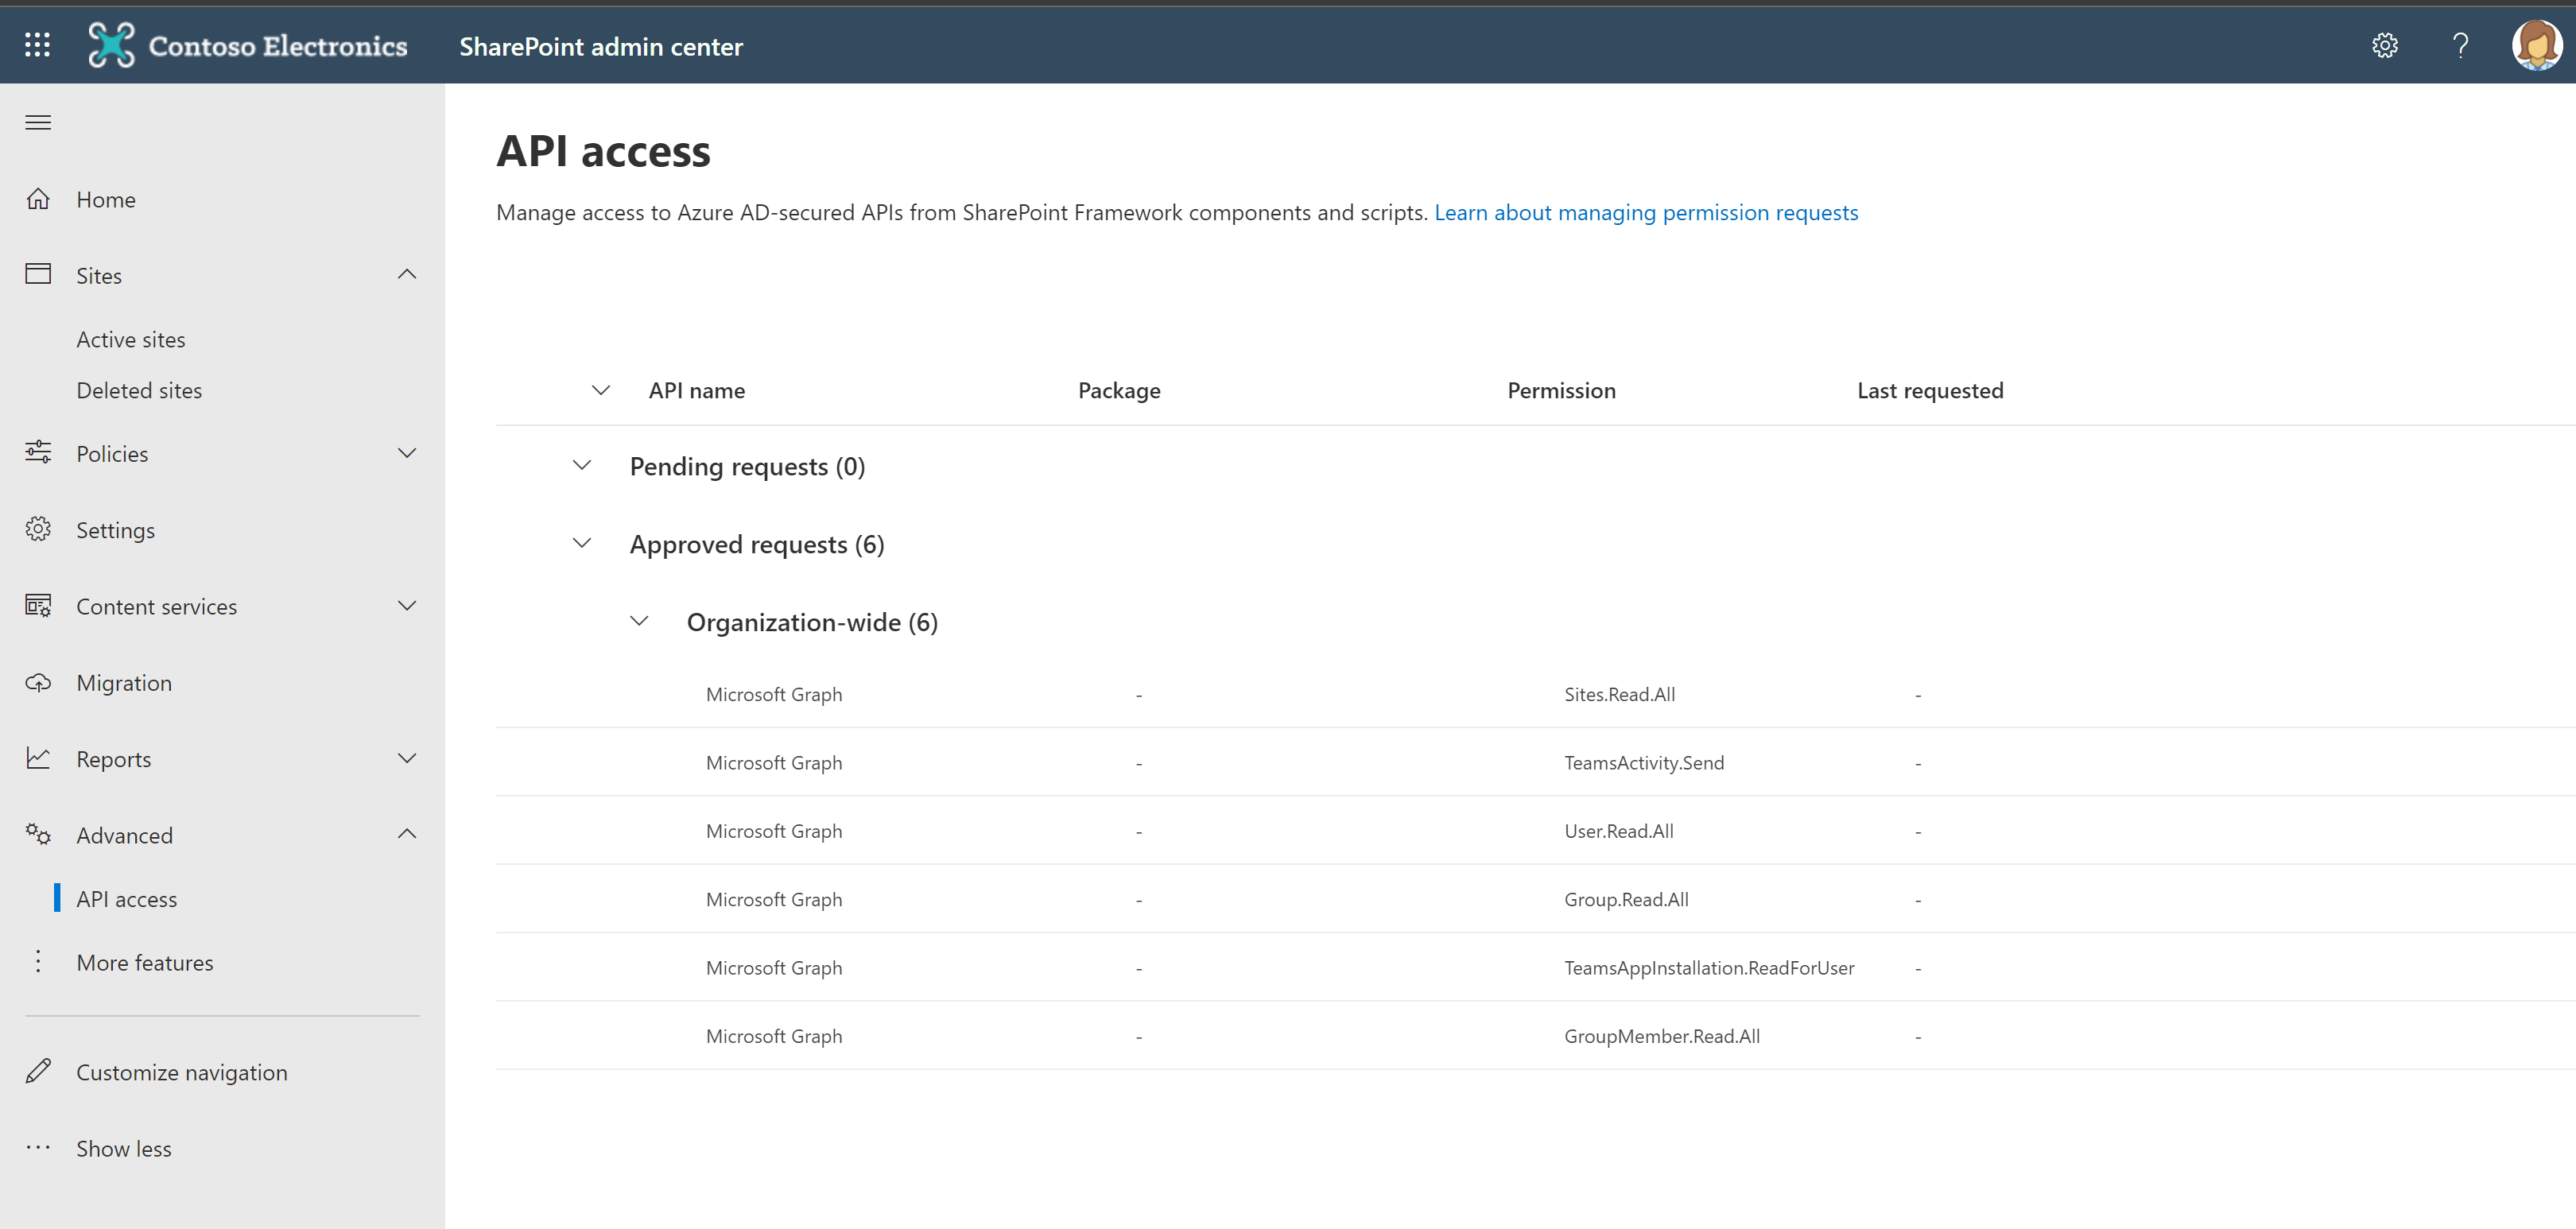 Contoso Electronics SharePoint admin center
Home
Sites
Active sites
Deleted sites
Policies
Settings
Content services
Migration
Reports
Advanced
API access
More features
Customize navigation
Show less
API access
Manage access to Azure AD-secured APIs from SharePoint Framework components and scripts. Learn about managing permission requests
API name Package Permission Last requested
Pending requests (0)
Approved requests (6)
Organization-wide (6)
Microsoft Graph - Sites.Read.All -
Microsoft Graph - TeamsActivity.Send -
Microsoft Graph - User.Read.All -
Microsoft Graph - Group.Read.All -
Microsoft Graph - TeamsAppInstallation.ReadForUser -
Microsoft Graph - GroupMember.Read.All -